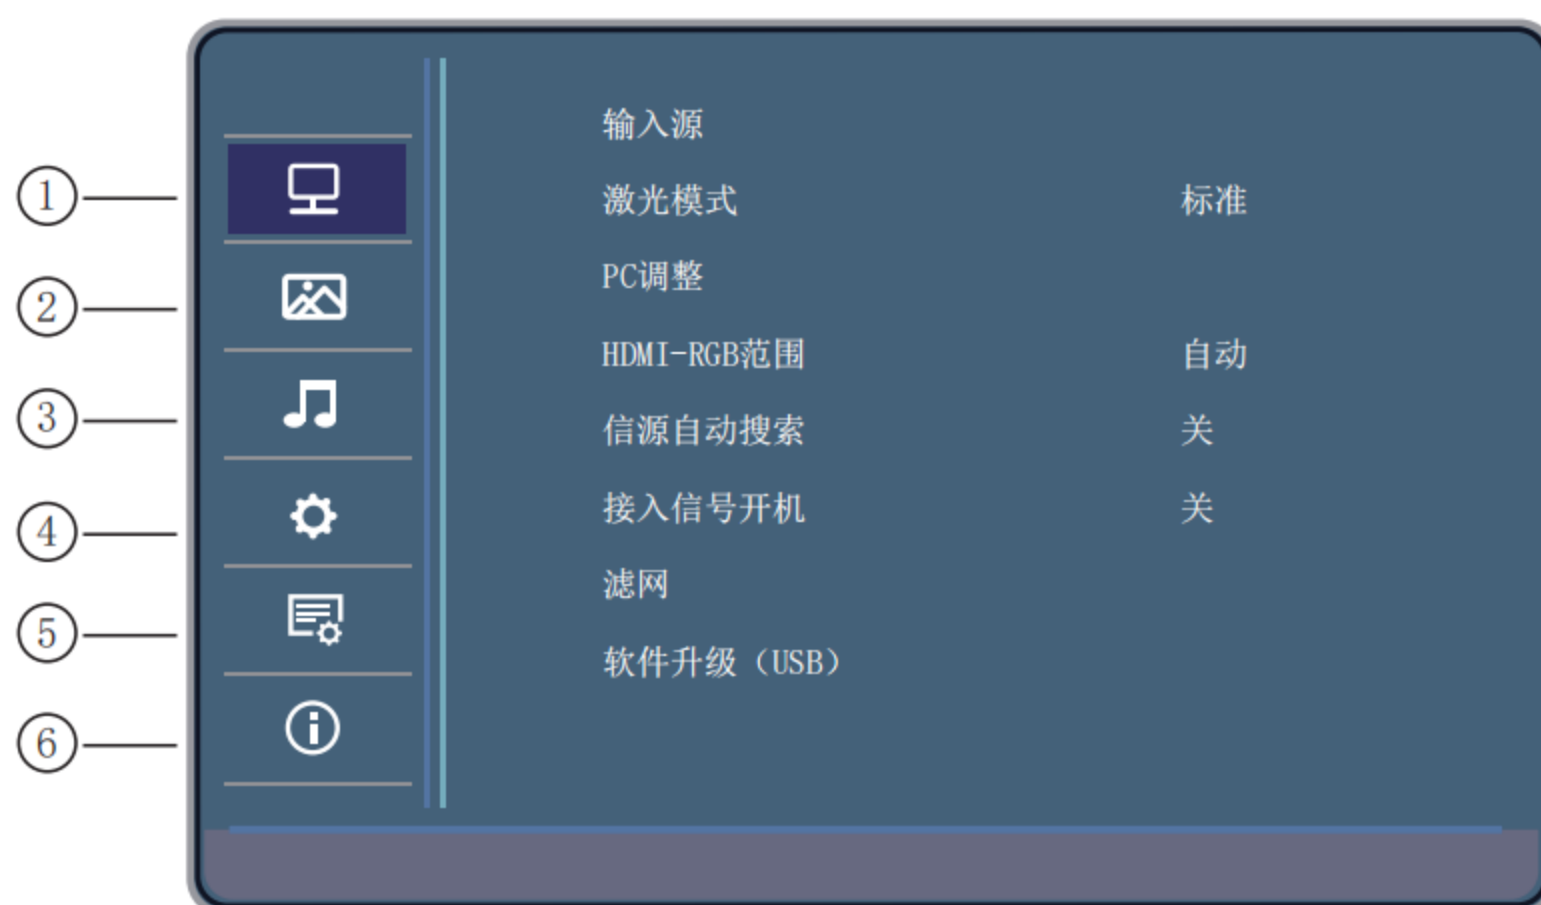 输入源
① 激光模式 标准
② PC调整
HDMI-RGB范围 自动
③ 信源自动搜索 关
④ 接入信号开机 关
滤网
⑤
软件升级（USB）
⑥